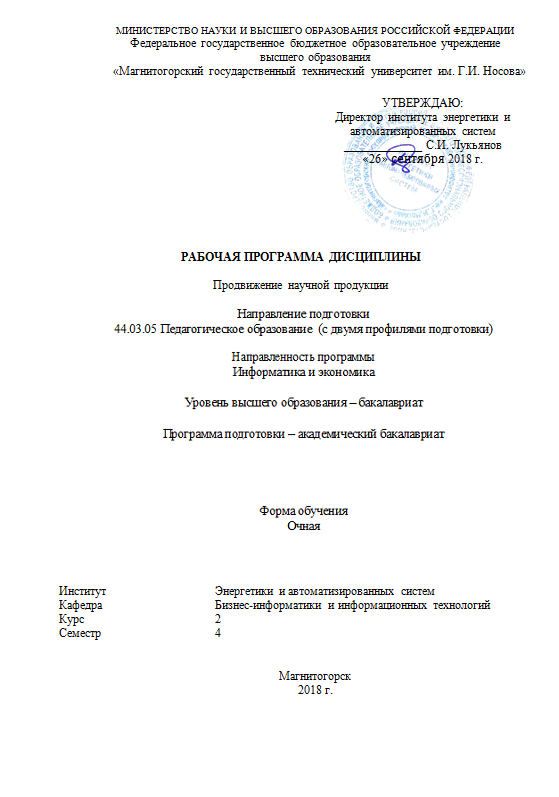 МИНИСТЕРСТВО НАУКИ И ВЫСШЕГО ОБРАЗОВАНИЯ РОССИЙСКОЙ ФЕДЕРАЦИИ
Федеральное государственное бюджетное образовательное учреждение
высшего образования
«Магнитогорский государственный технический университет им. Г.И. Носова»
УТВЕРЖДАЮ:
Директор института энергетики и
автоматизированных систем
С.И. Лукьянов
«26» сентября 2018 г.
РАБОЧАЯ ПРОГРАММА ДИСЦИПЛИНЫ
Продвижение научной продукции
Направление подготовки
44.03.05 Педагогическое образование (с двумя профилями подготовки)
Направленность программы
Информатика и экономика
Уровень высшего образования – бакалавриат
Программа подготовки – академический бакалавриат
Форма обучения
Очная
Институт Энергетики и автоматизированных систем
Кафедра Бизнес-информатики и информационных технологий
Курс 2
Семестр 4
Магнитогорск
2018 г.